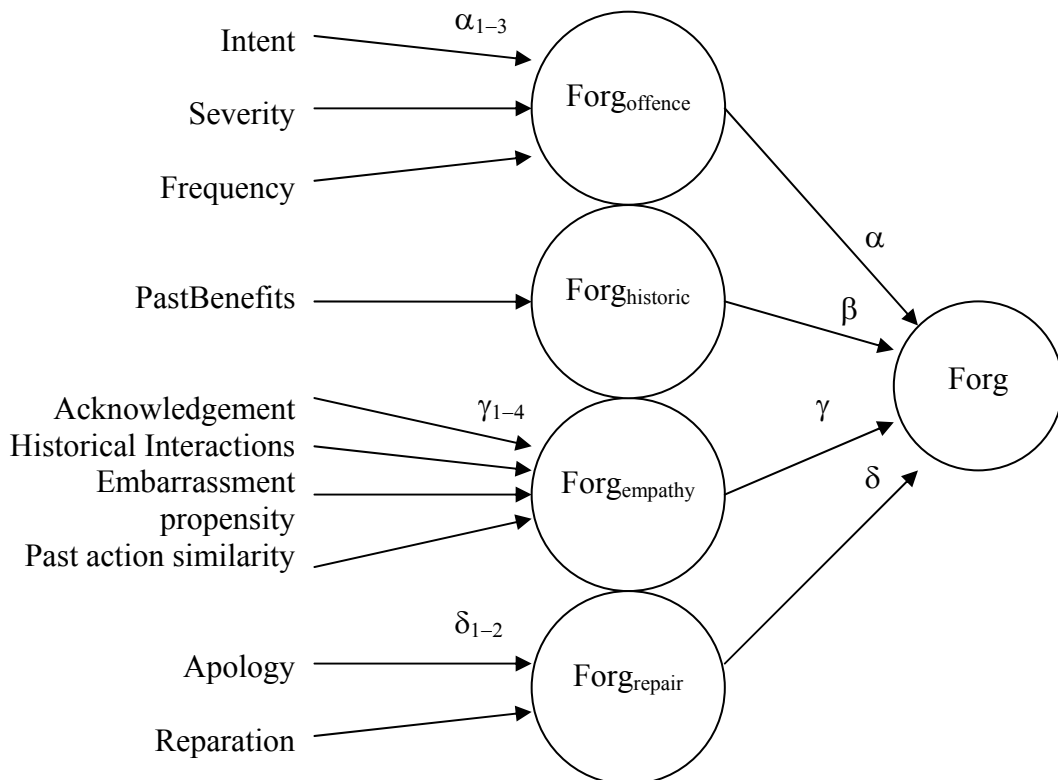 Intent
α1–3
Severity
Frequency
Forgoffence
α
PastBenefits
Forghistoric
β
Acknowledgement
Historical Interactions
Embarrassment
propensity
Past action similarity
γ1–4
Forgempathy
γ
Forg
Apology
Reparation
δ1–2
Forgrepair
δ